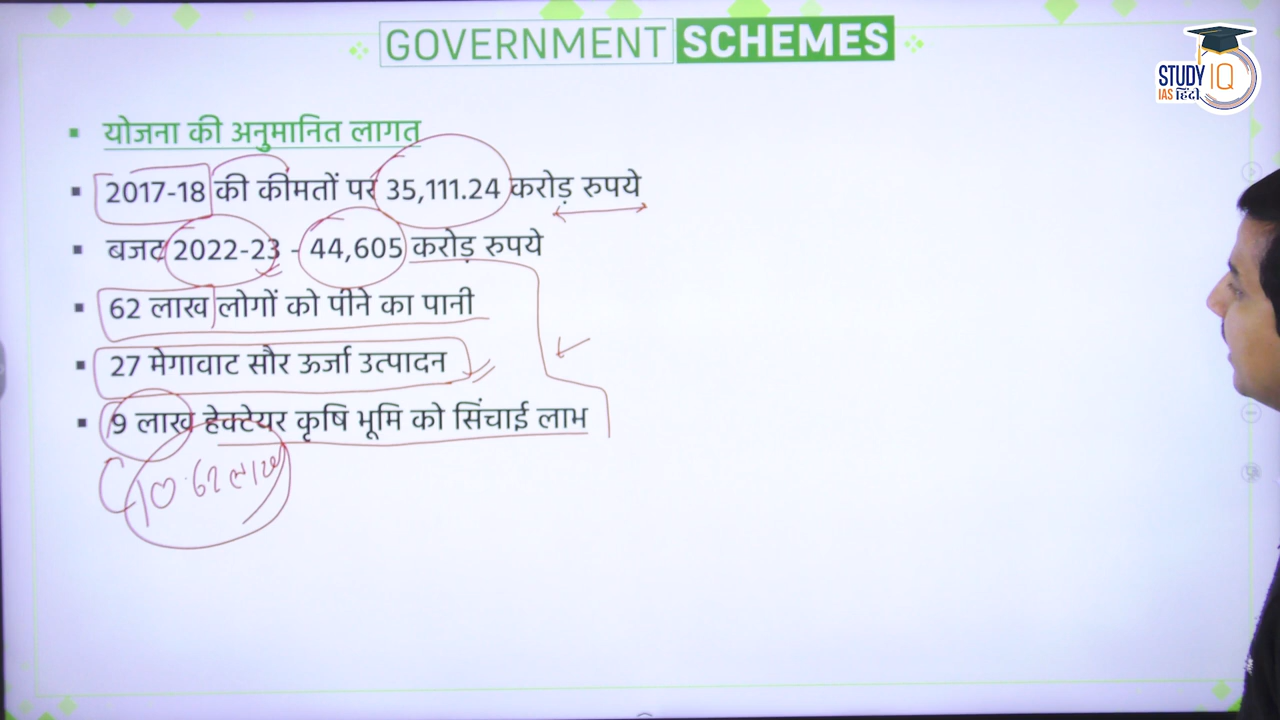 GOVERNMENT SCHEMES
STUDY IQ
IAS हिंदी
योजना की अनुमानित लागत
2017-18 की कीमतों पर 35,111.24 करोड़ रुपये
बजट 2022-23 - 44,605 करोड़ रुपये
62 लाख लोगों को पीने का पानी
27 मेगावाट सौर ऊर्जा उत्पादन
9 लाख हेक्टेयर कृषि भूमि को सिंचाई लाभ
10.62 लाख